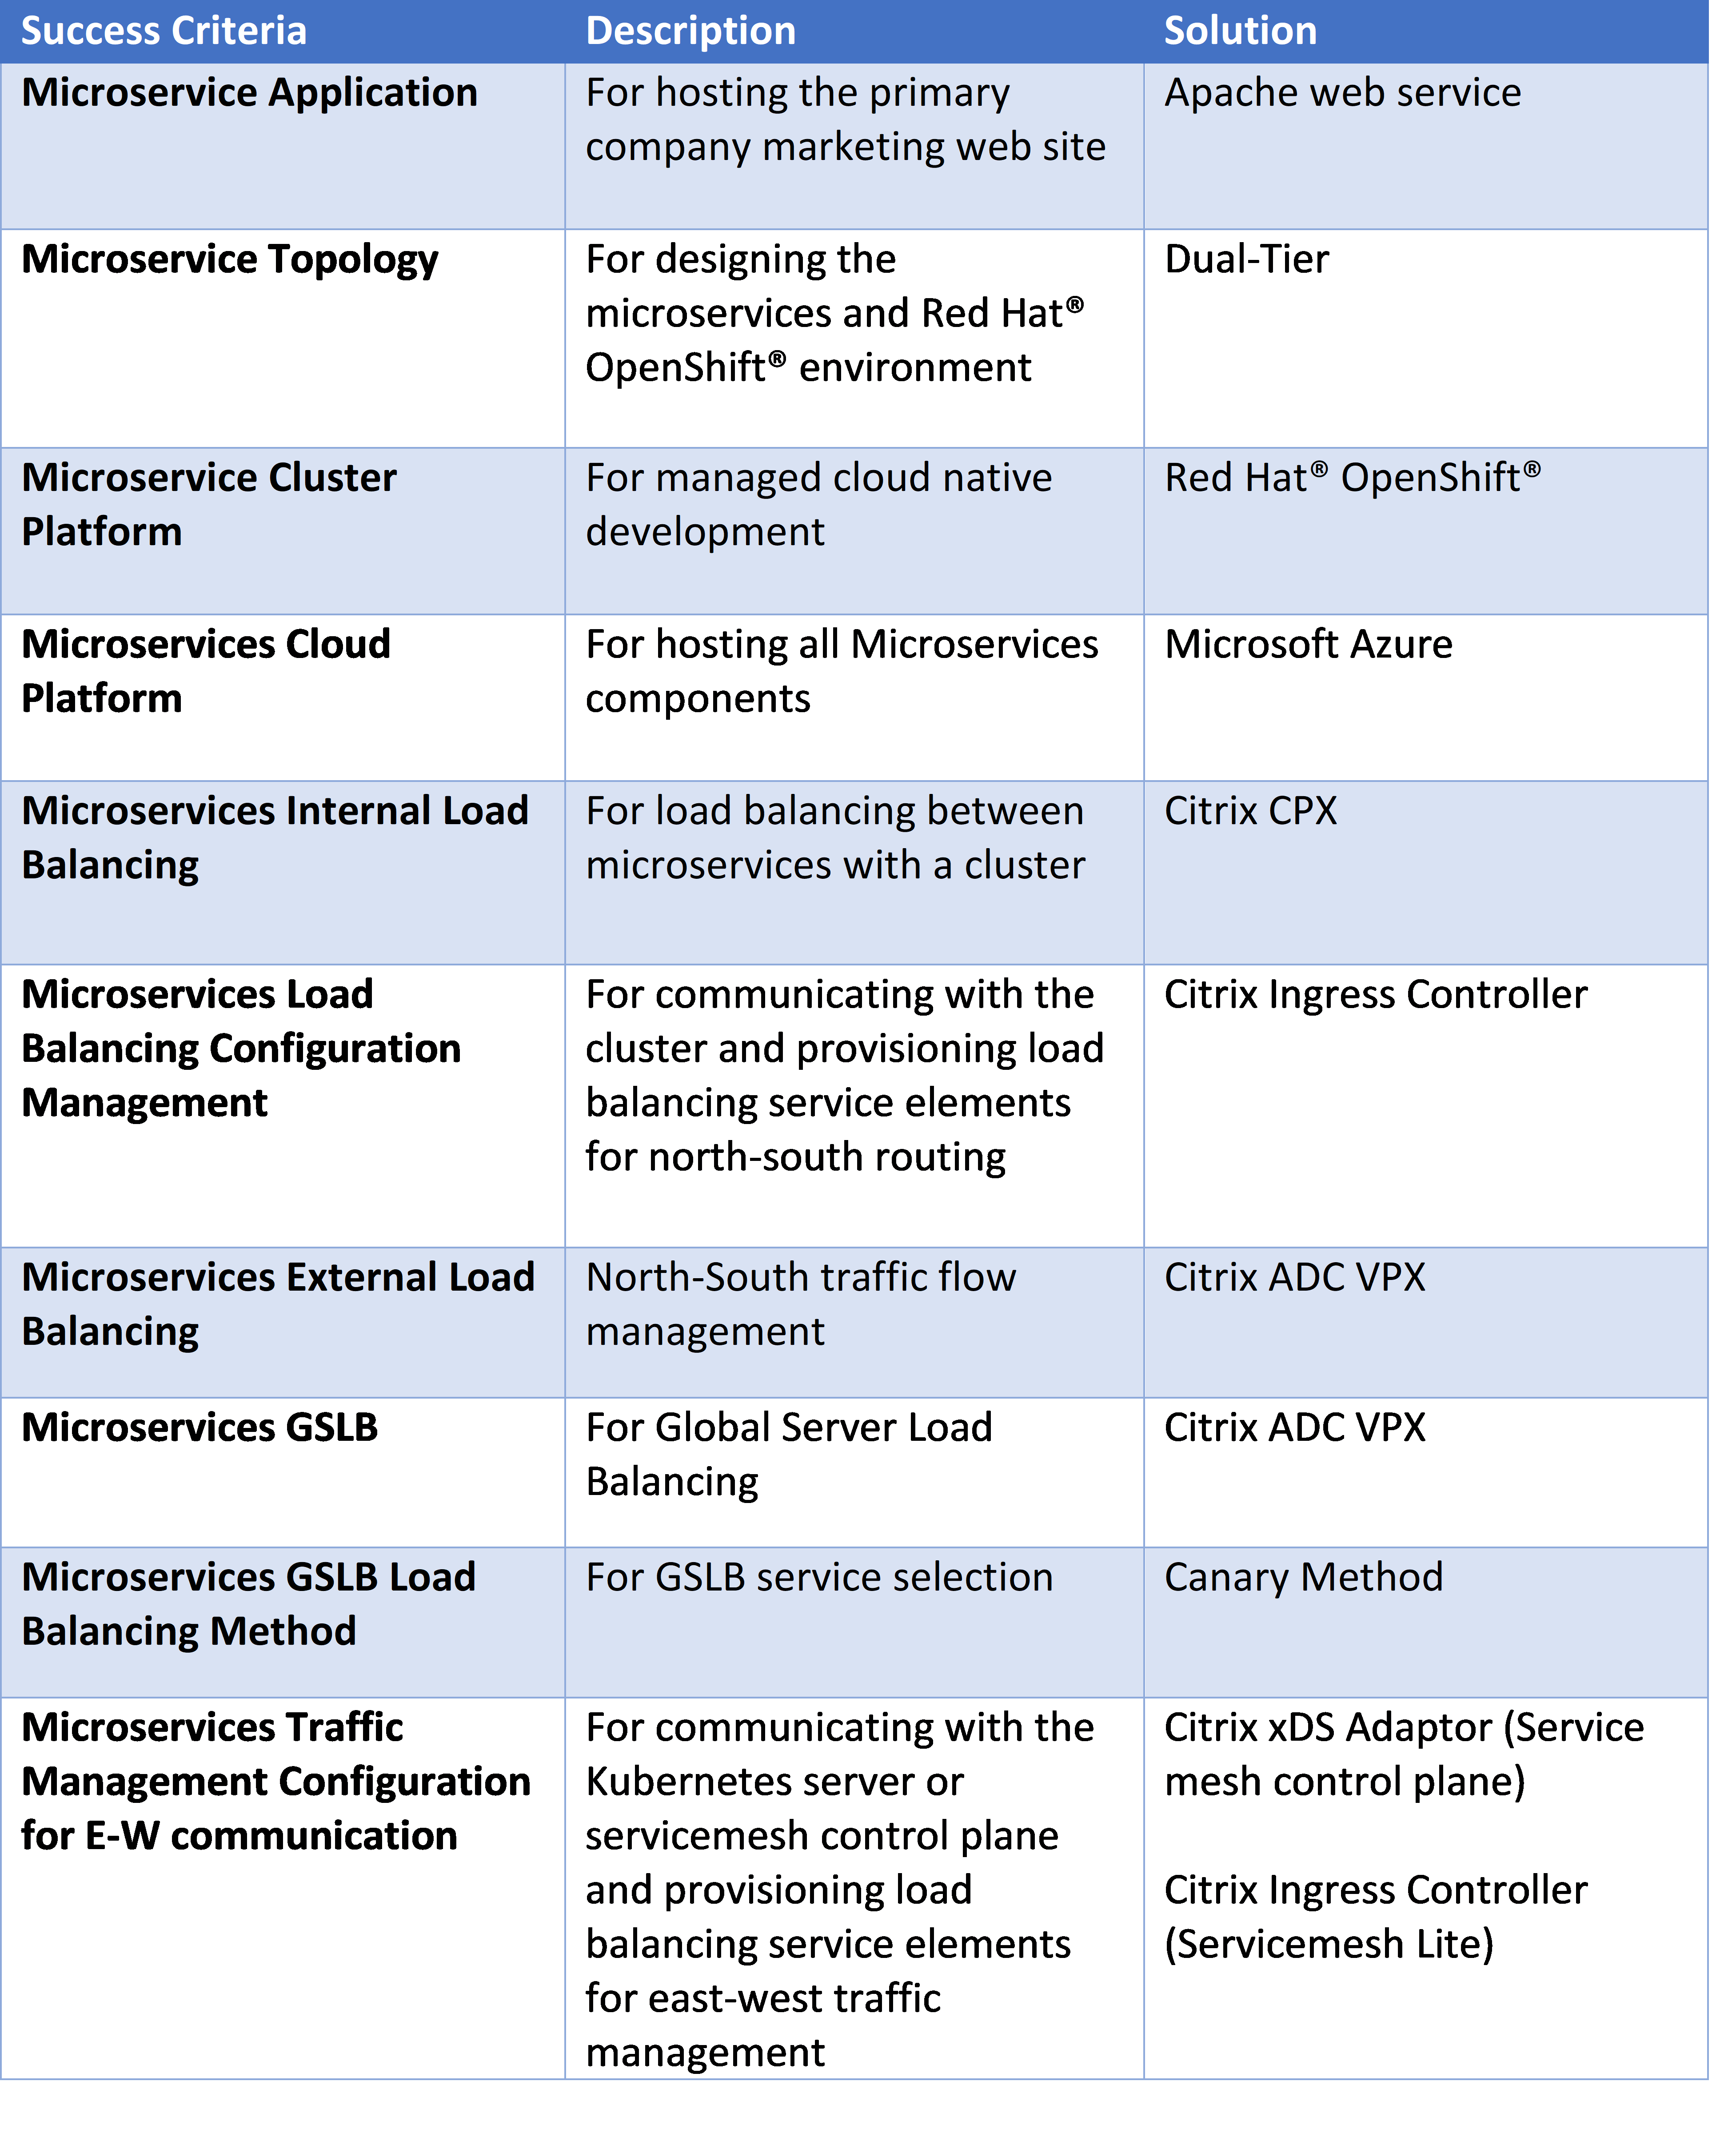 Success Criteria
Description
Solution
Microservice Application
For hosting the primary
company marketing web site
Apache web service
Microservice Topology
For designing the
microservices and Red Hat®
OpenShift® environment
Dual-Tier
Microservice Cluster
Platform
For managed cloud native
development
Red Hat® OpenShift®
Microservices Cloud
Platform
For hosting all Microservices
components
Microsoft Azure
Microservices Internal Load
Balancing
For load balancing between
microservices with a cluster
Citrix CPX
Microservices Load
Balancing Configuration
Management
For communicating with the
cluster and provisioning load
balancing service elements
for north-south routing
Citrix Ingress Controller
Microservices External Load
Balancing
North-South traffic flow
management
Citrix ADC VPX
Microservices GSLB
For Global Server Load
Balancing
Citrix ADC VPX
Microservices GSLB Load
Balancing Method
For GSLB service selection
Canary Method
Microservices Traffic
Management Configuration
for E-W communication
For communicating with the
Kubernetes server or
servicemesh control plane
and provisioning load
balancing service elements
for east-west traffic
management
Citrix xDS Adaptor (Service
mesh control plane)
Citrix Ingress Controller
(Servicemesh Lite)